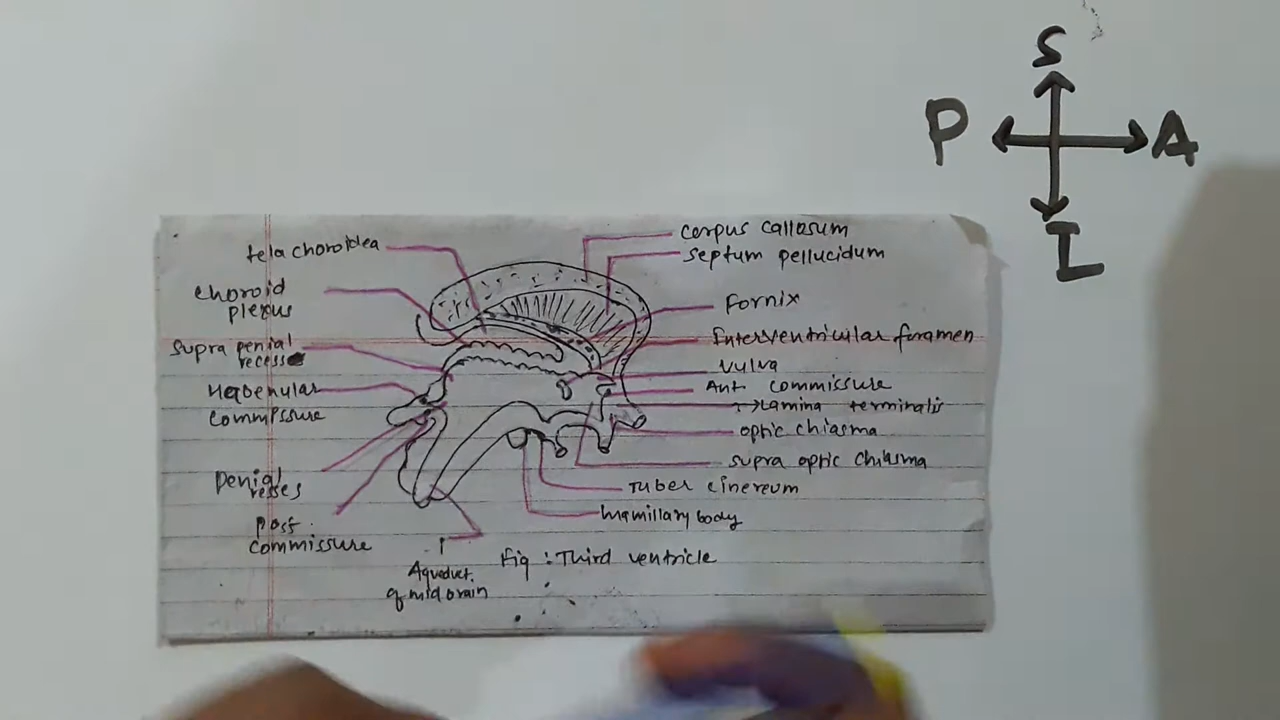 S
P A
I
tela choroidea
choroid
plexus
supra penial
recess
Habenular
commissure
penial
resses
post.
commissure
Aqueduct.
of midbrain
corpus callosum
septum pellucidum
Fornix
Interventricular foramen
vulva
Ant commissure
Lamina terminalis
optic chiasma
supra optic chiasma
Tuber cinereum
Mamillary body
Fig : Third ventricle